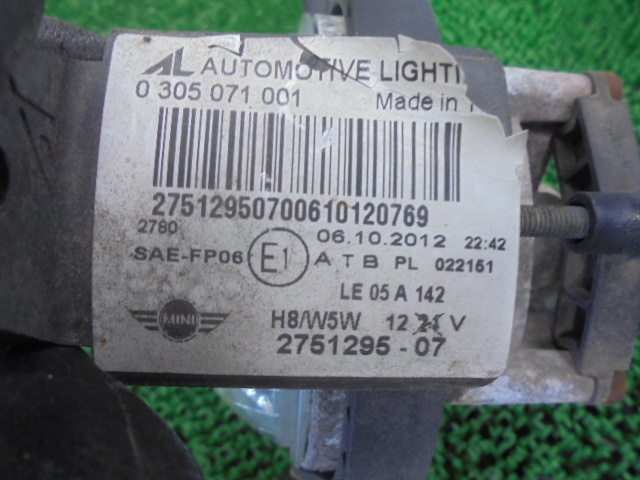 AL AUTOMOTIVE LIGHTI
0 305 071 001 Made in
27512950700610120769
2780 06.10.2012 22:42
SAE-FP06 E1 A T B PL 022151
LE 05 A 142
MINI H8/W5W 12 24 V
2751295-07